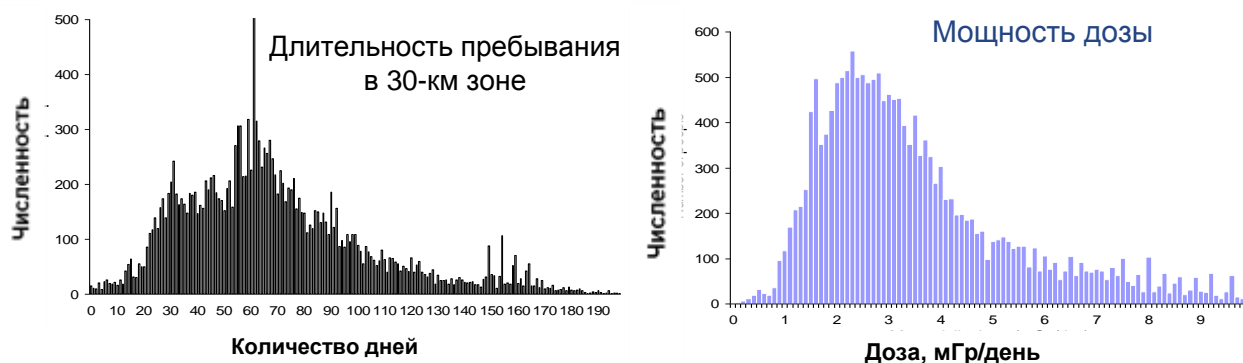 Длительность пребывания
в 30-км зоне
Численность
500
400
300
200
100
0
0 10 20 30 40 50 60 70 80 90 100 110 120 130 140 150 160 170 180 190
Количество дней
Мощность дозы
Численность
600
500
400
300
200
100
0
0 1 2 3 4 5 6 7 8 9
Доза, мГр/день